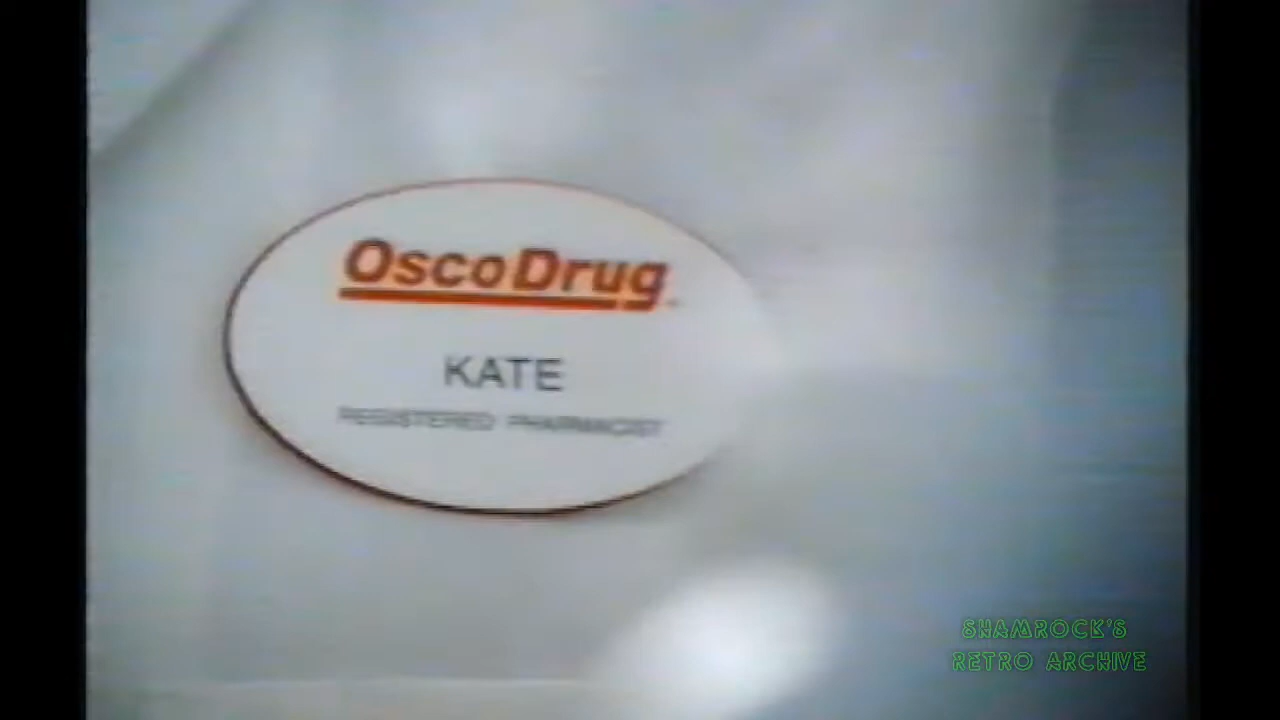 OscoDrug
KATE
REGISTERED PHARMACIST
SHAMROCK'S
RETRO ARCHIVE